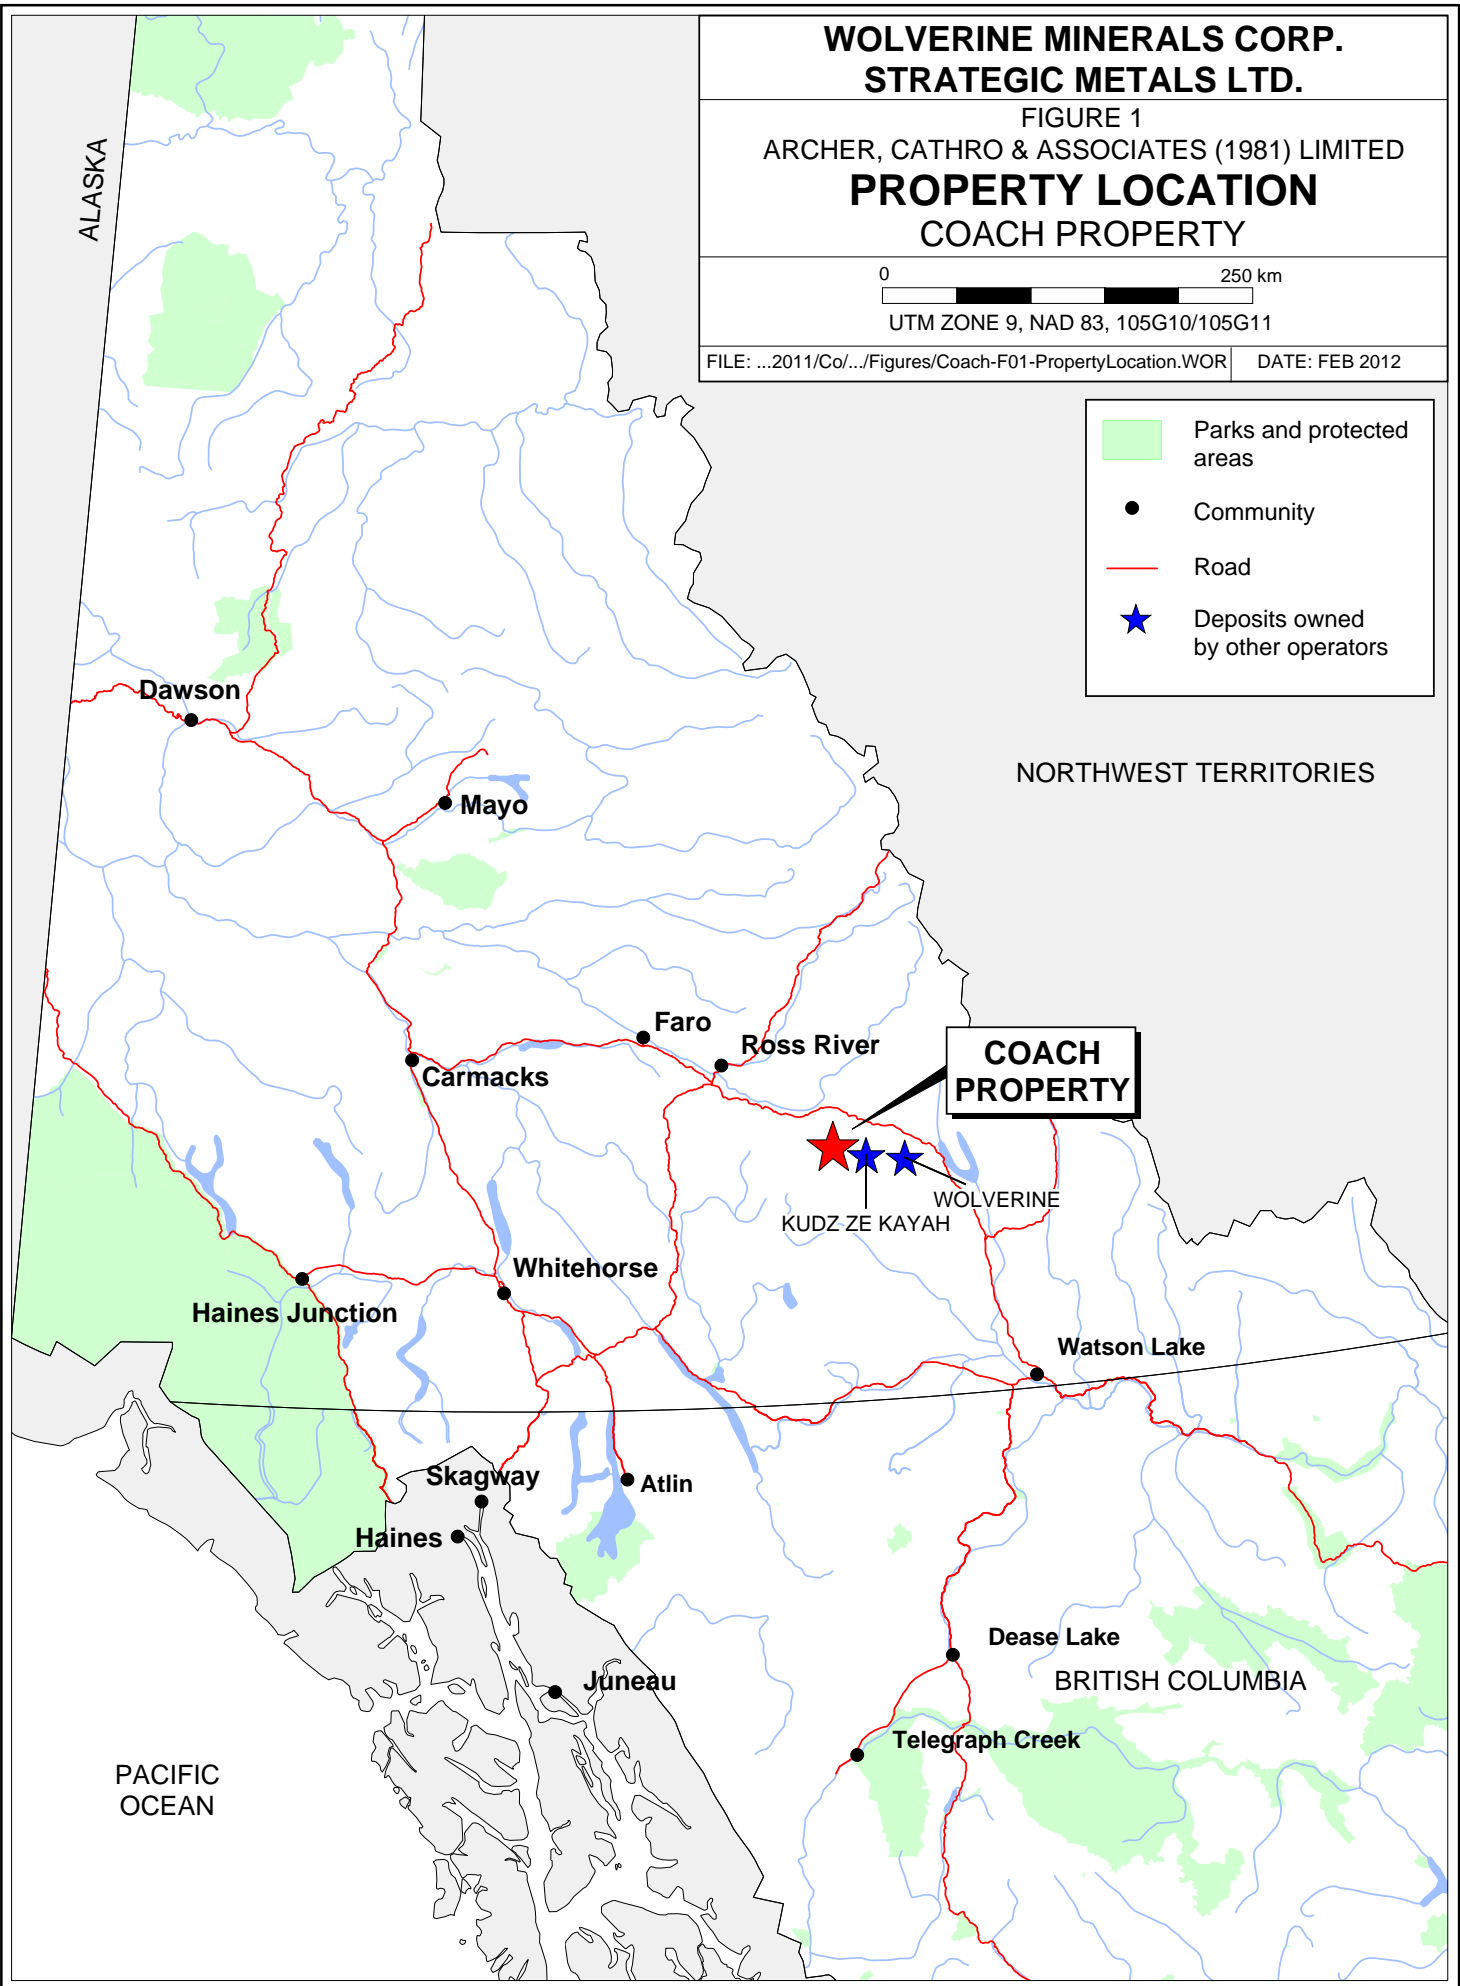 WOLVERINE MINERALS CORP.
STRATEGIC METALS LTD.
FIGURE 1
ARCHER, CATHRO & ASSOCIATES (1981) LIMITED
PROPERTY LOCATION
COACH PROPERTY
0 250 km
UTM ZONE 9, NAD 83, 105G10/105G11
FILE: ...2011/Co/.../Figures/Coach-F01-PropertyLocation.WOR DATE: FEB 2012
Parks and protected
areas
Community
Road
Deposits owned
by other operators
ALASKA
Dawson
Mayo
NORTHWEST TERRITORIES
Faro
Ross River
Carmacks
COACH
PROPERTY
WOLVERINE
KUDZ ZE KAYAH
Whitehorse
Haines Junction
Watson Lake
Skagway
Atlin
Haines
Dease Lake
BRITISH COLUMBIA
Juneau
Telegraph Creek
PACIFIC
OCEAN